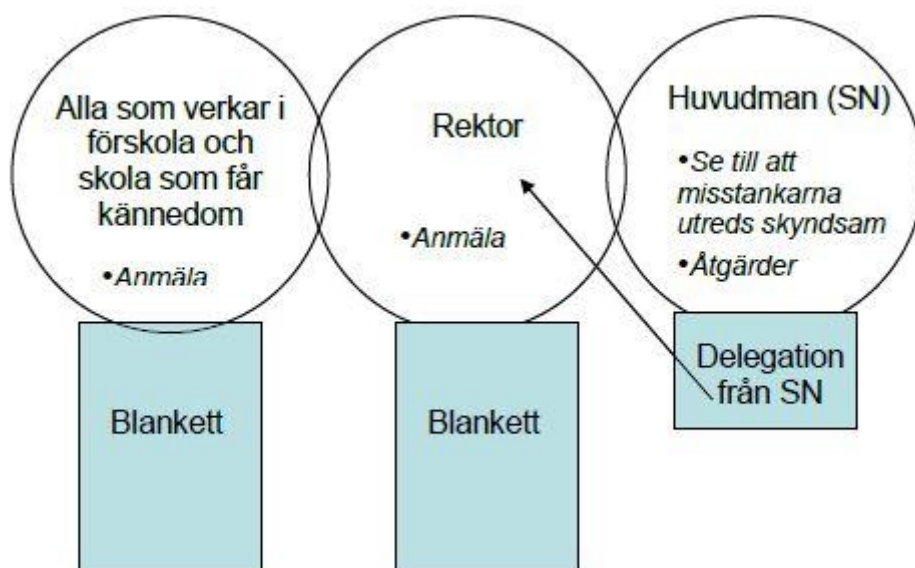 Alla som verkar i
förskola och
skola som får
kännedom
•Anmäla
Blankett
Rektor
•Anmäla
Blankett
Huvudman (SN)
•Se till att
misstankarna
utreds skyndsam
•Åtgärder
Delegation
från SN